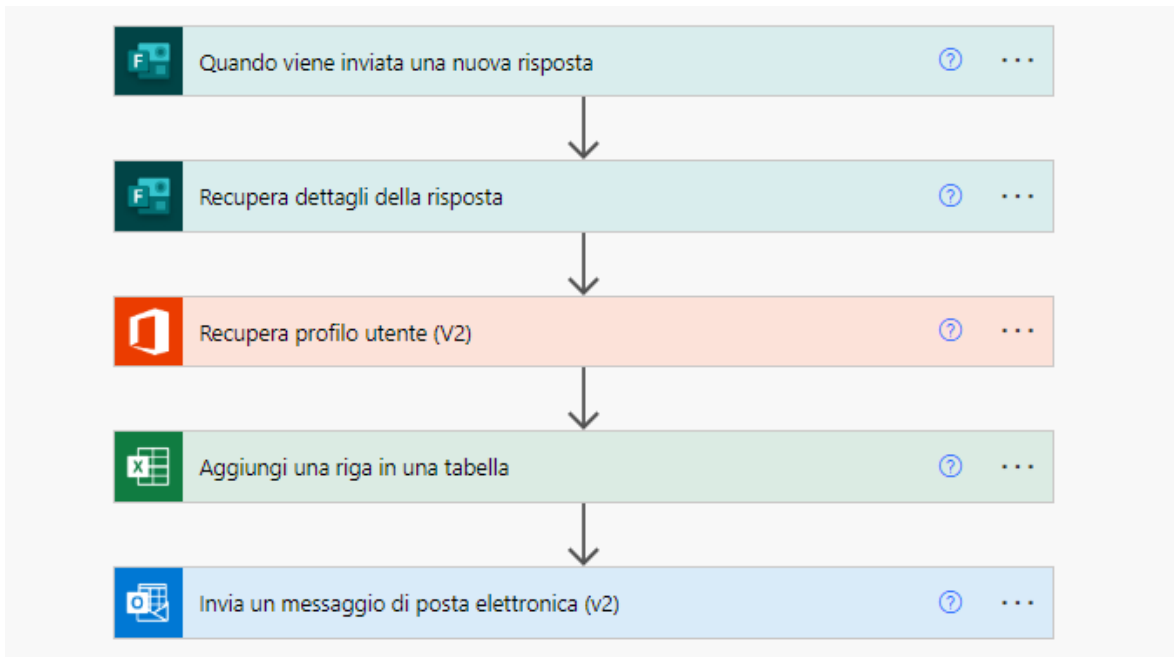 Quando viene inviata una nuova risposta
Recupera dettagli della risposta
Recupera profilo utente (V2)
Aggiungi una riga in una tabella
Invia un messaggio di posta elettronica (v2)